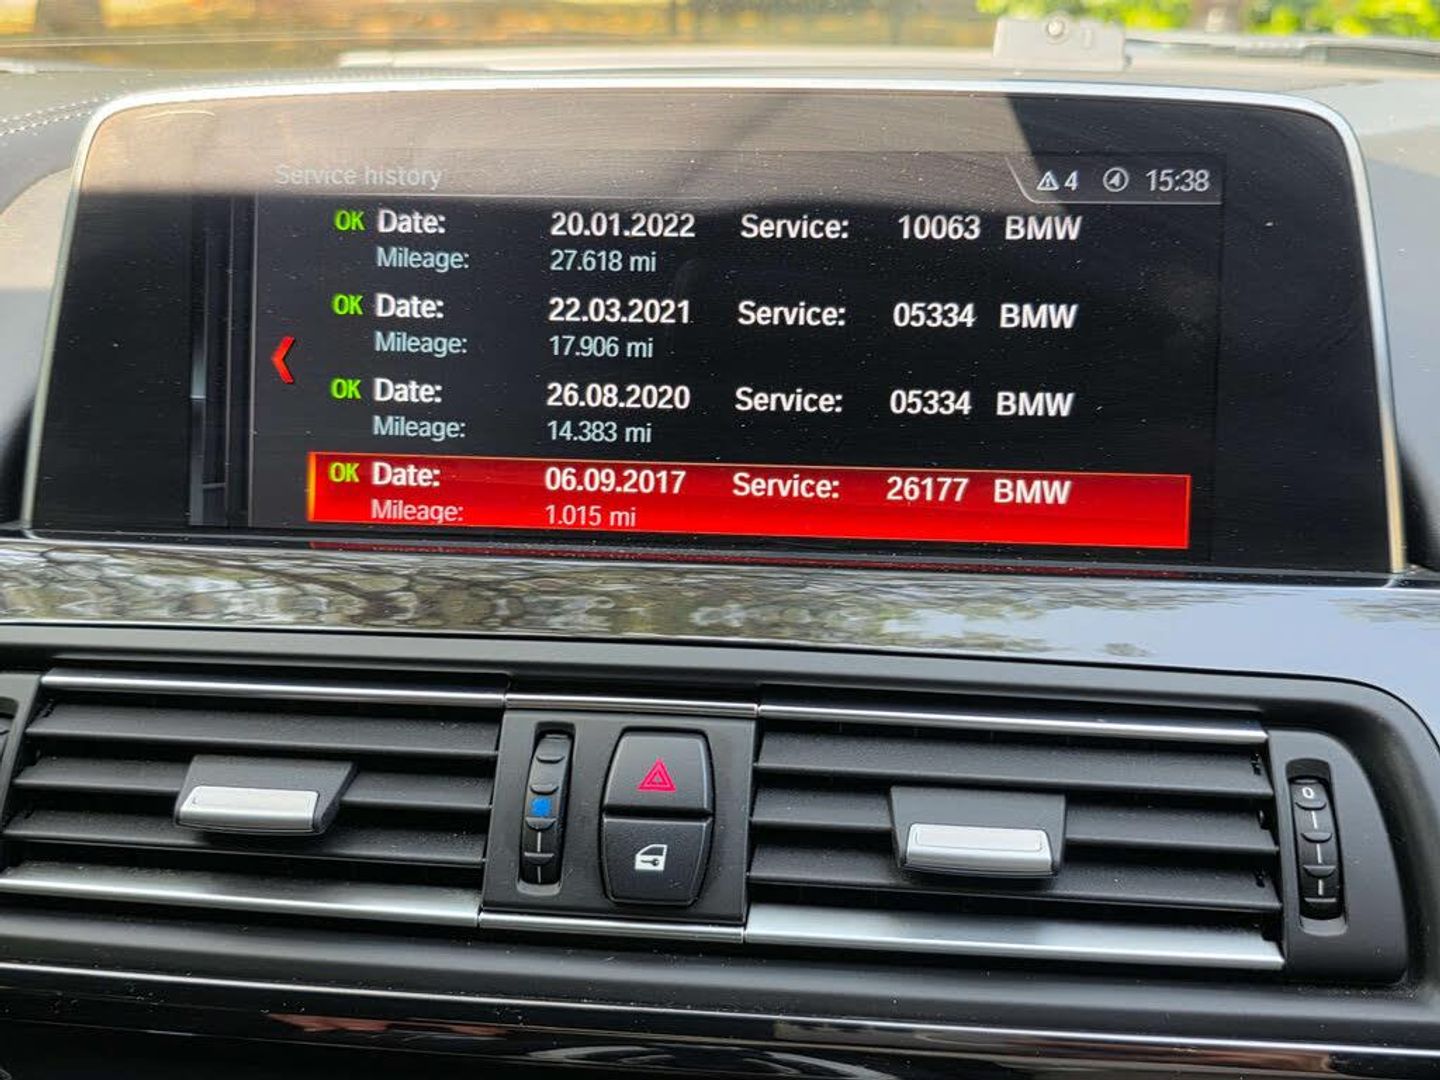 Service history 4 15:38
OK Date: 20.01.2022 Service: 10063 BMW
Mileage: 27.618 mi
OK Date: 22.03.2021 Service: 05334 BMW
Mileage: 17.906 mi
OK Date: 26.08.2020 Service: 05334 BMW
Mileage: 14.383 mi
OK Date: 06.09.2017 Service: 26177 BMW
Mileage: 1.015 mi
0